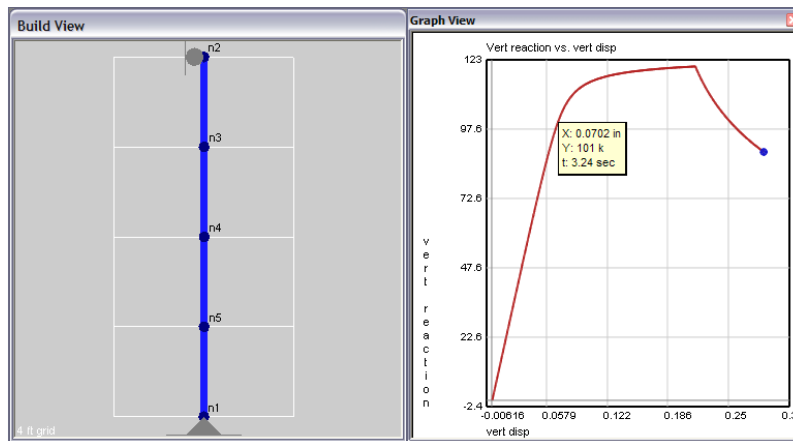 Build View
n2
n3
n4
n5
n1
4 ft grid
Graph View
Vert reaction vs. vert disp
123
97.6
72.6
47.6
22.6
-2.4
X: 0.0702 in
Y: 101 k
t: 3.24 sec
vert reaction
-0.00616 0.0579 0.122 0.186 0.25 0.3
vert disp